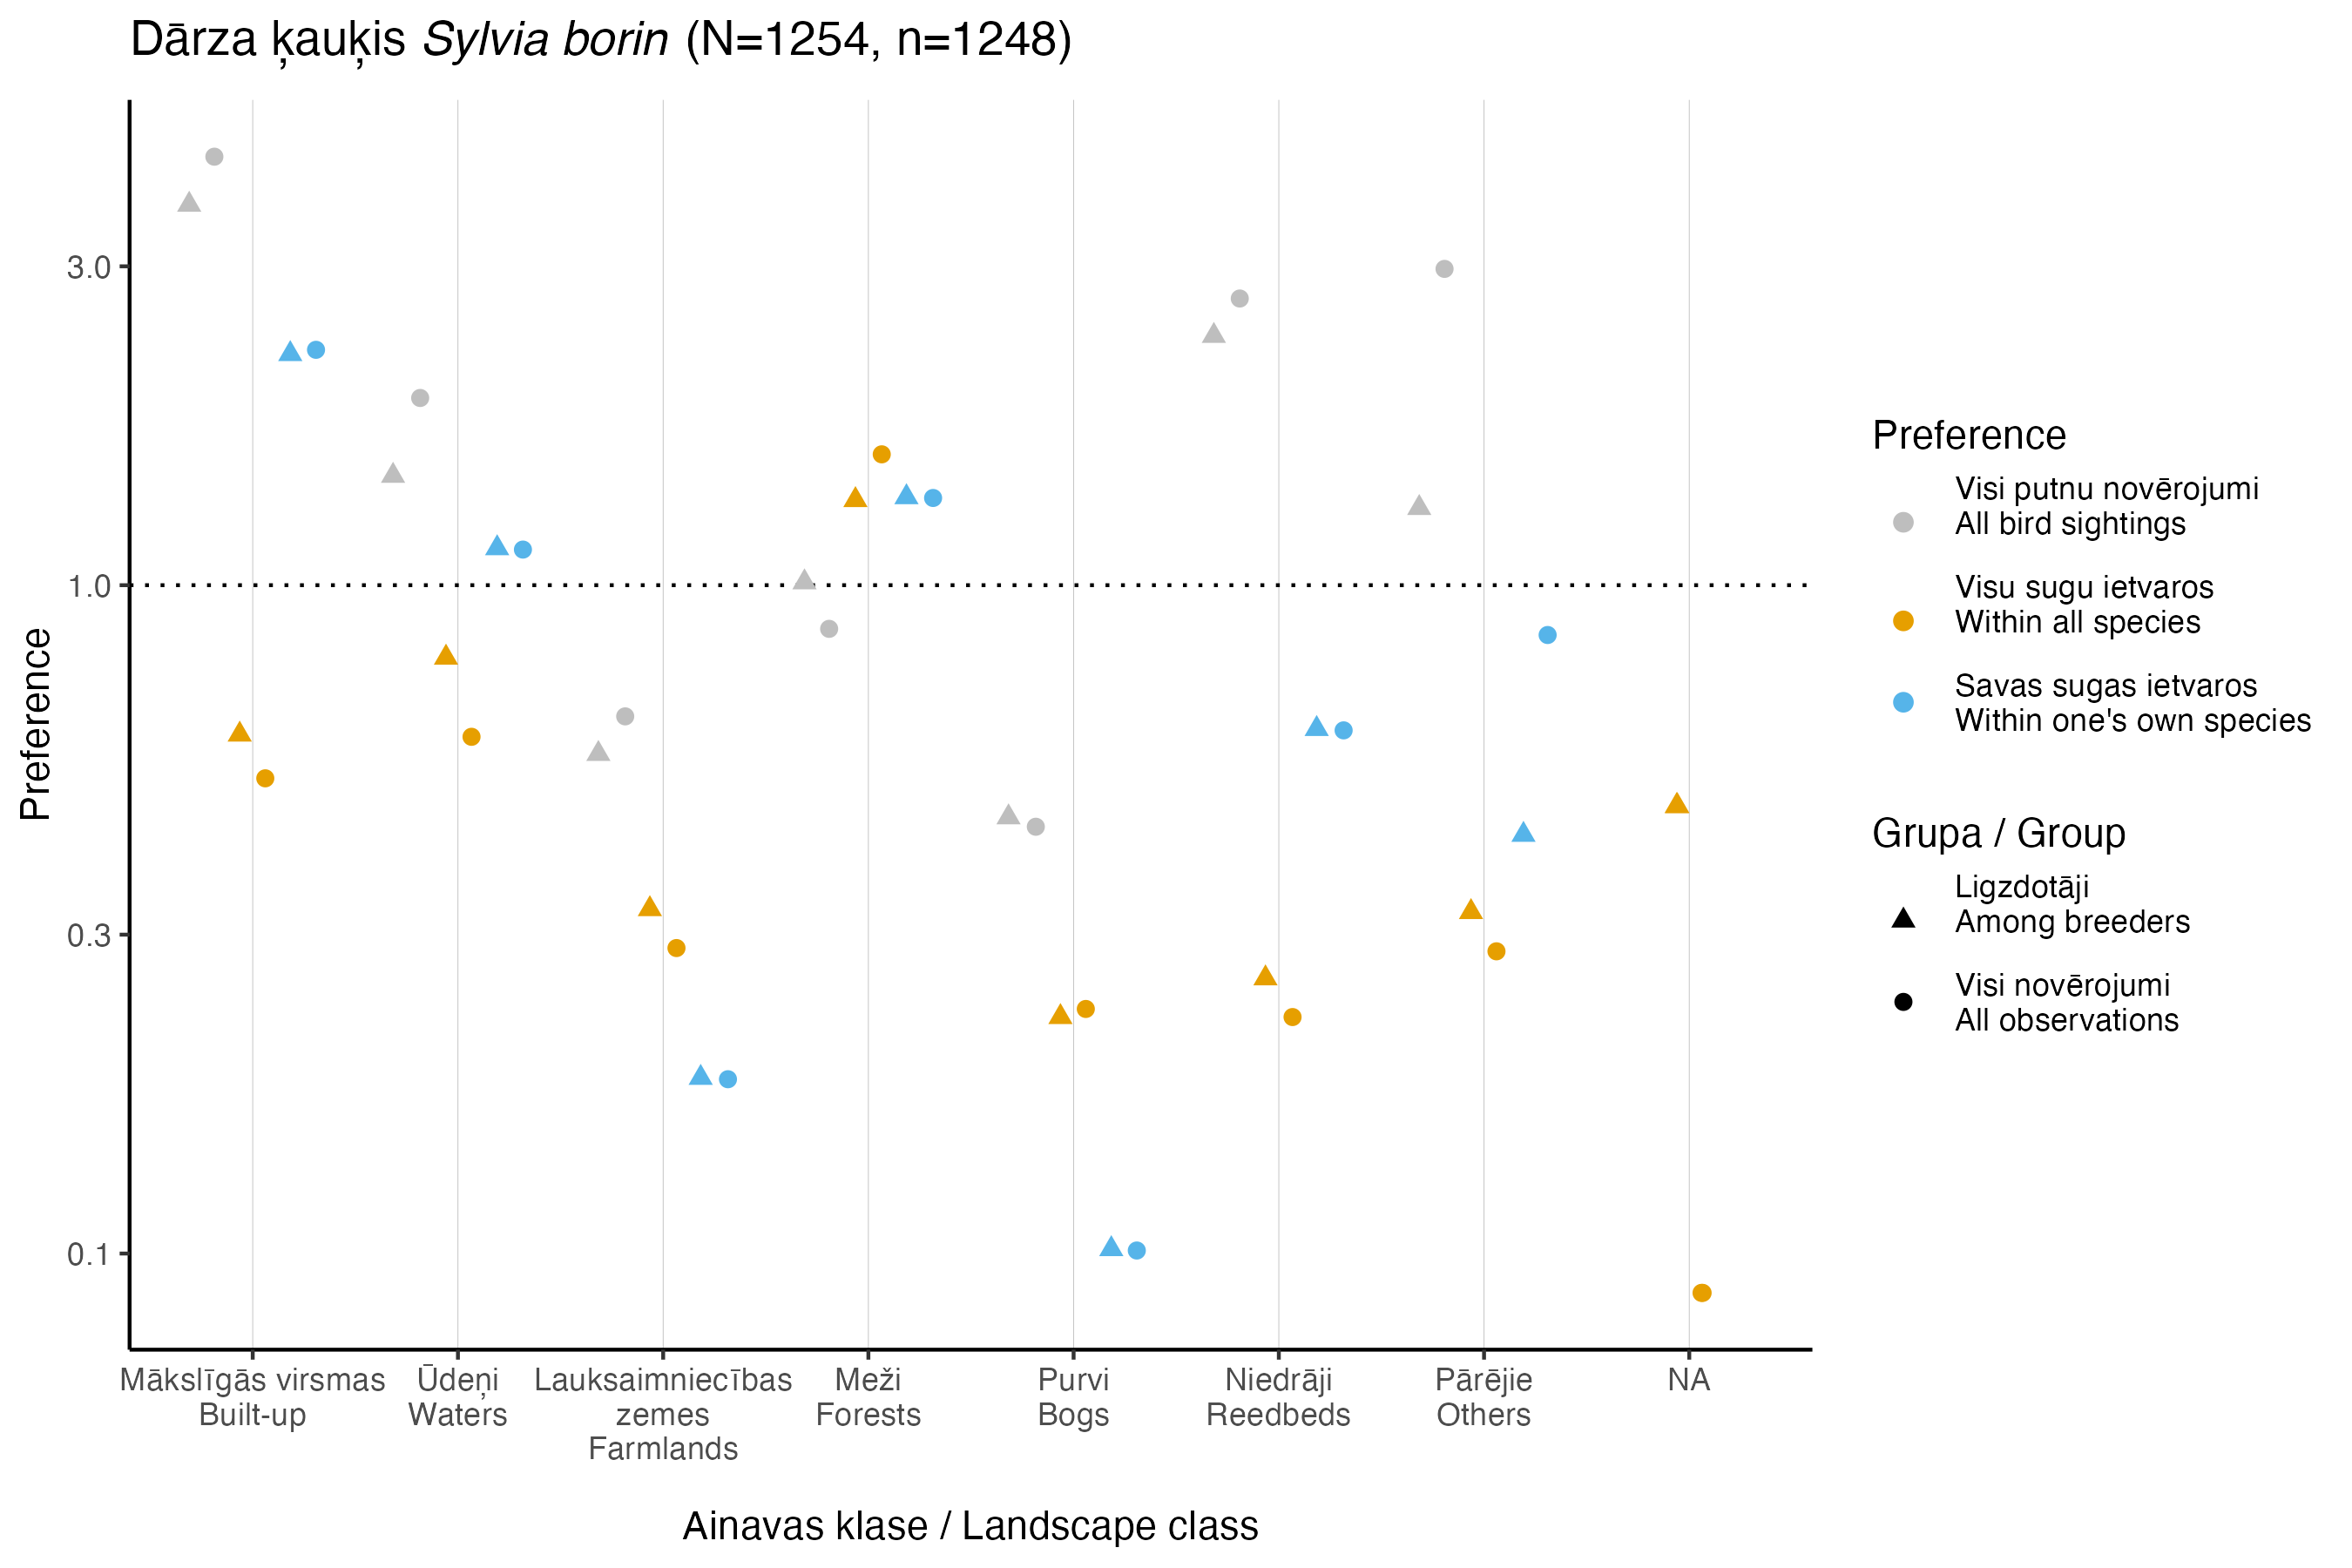 Dārza ķauķis Sylvia borin (N=1254, n=1248)
Preference
3.0
1.0
0.3
0.1
Mākslīgās virsmas
Built-up
Ūdeņi
Waters
Lauksaimniecības
zemes
Farmlands
Meži
Forests
Purvi
Bogs
Niedrāji
Reedbeds
Pārējie
Others
NA
Ainavas klase / Landscape class
Preference
Visi putnu novērojumi
All bird sightings
Visu sugu ietvaros
Within all species
Savas sugas ietvaros
Within one's own species
Grupa / Group
Ligzdotāji
Among breeders
Visi novērojumi
All observations